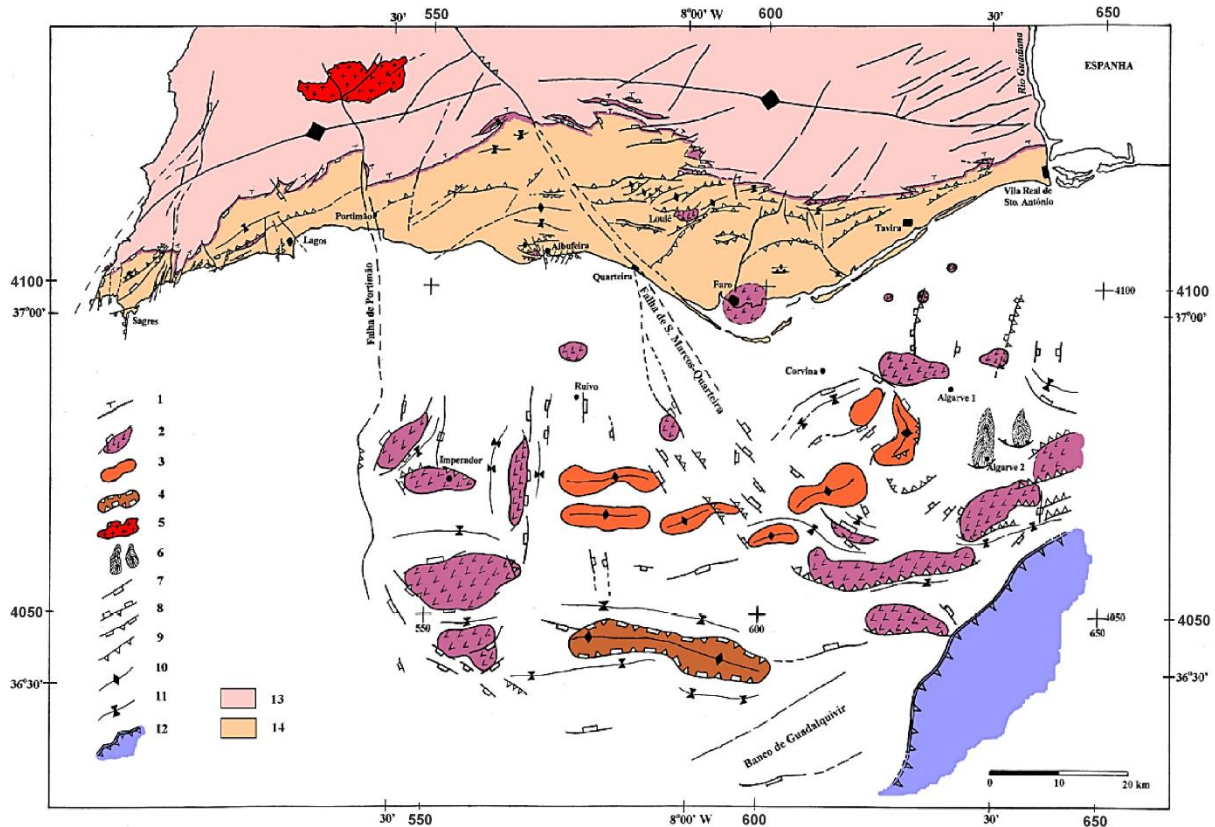 30'
550
8°00' W
600
30'
650
Rio Guadiana
ESPANHA
Vila Real de
Sto. António
Portimão
Loulé
Tavira
Lagos
Albufeira
Quarteira
Faro
4100
4100
4100
37°00'
37°00'
Sagres
Falha de Portimão
Falha de S. Marcos-Quarteira
Corvina
Ruivo
Algarve 1
Imperador
Algarve 2
1
2
3
4
5
6
7
8
9
10
11
12
13
14
4050
4050
4050
550
600
650
36°30'
36°30'
Banco de Guadalquivir
0 10 20 km
30'
550
8°00' W
600
30'
650